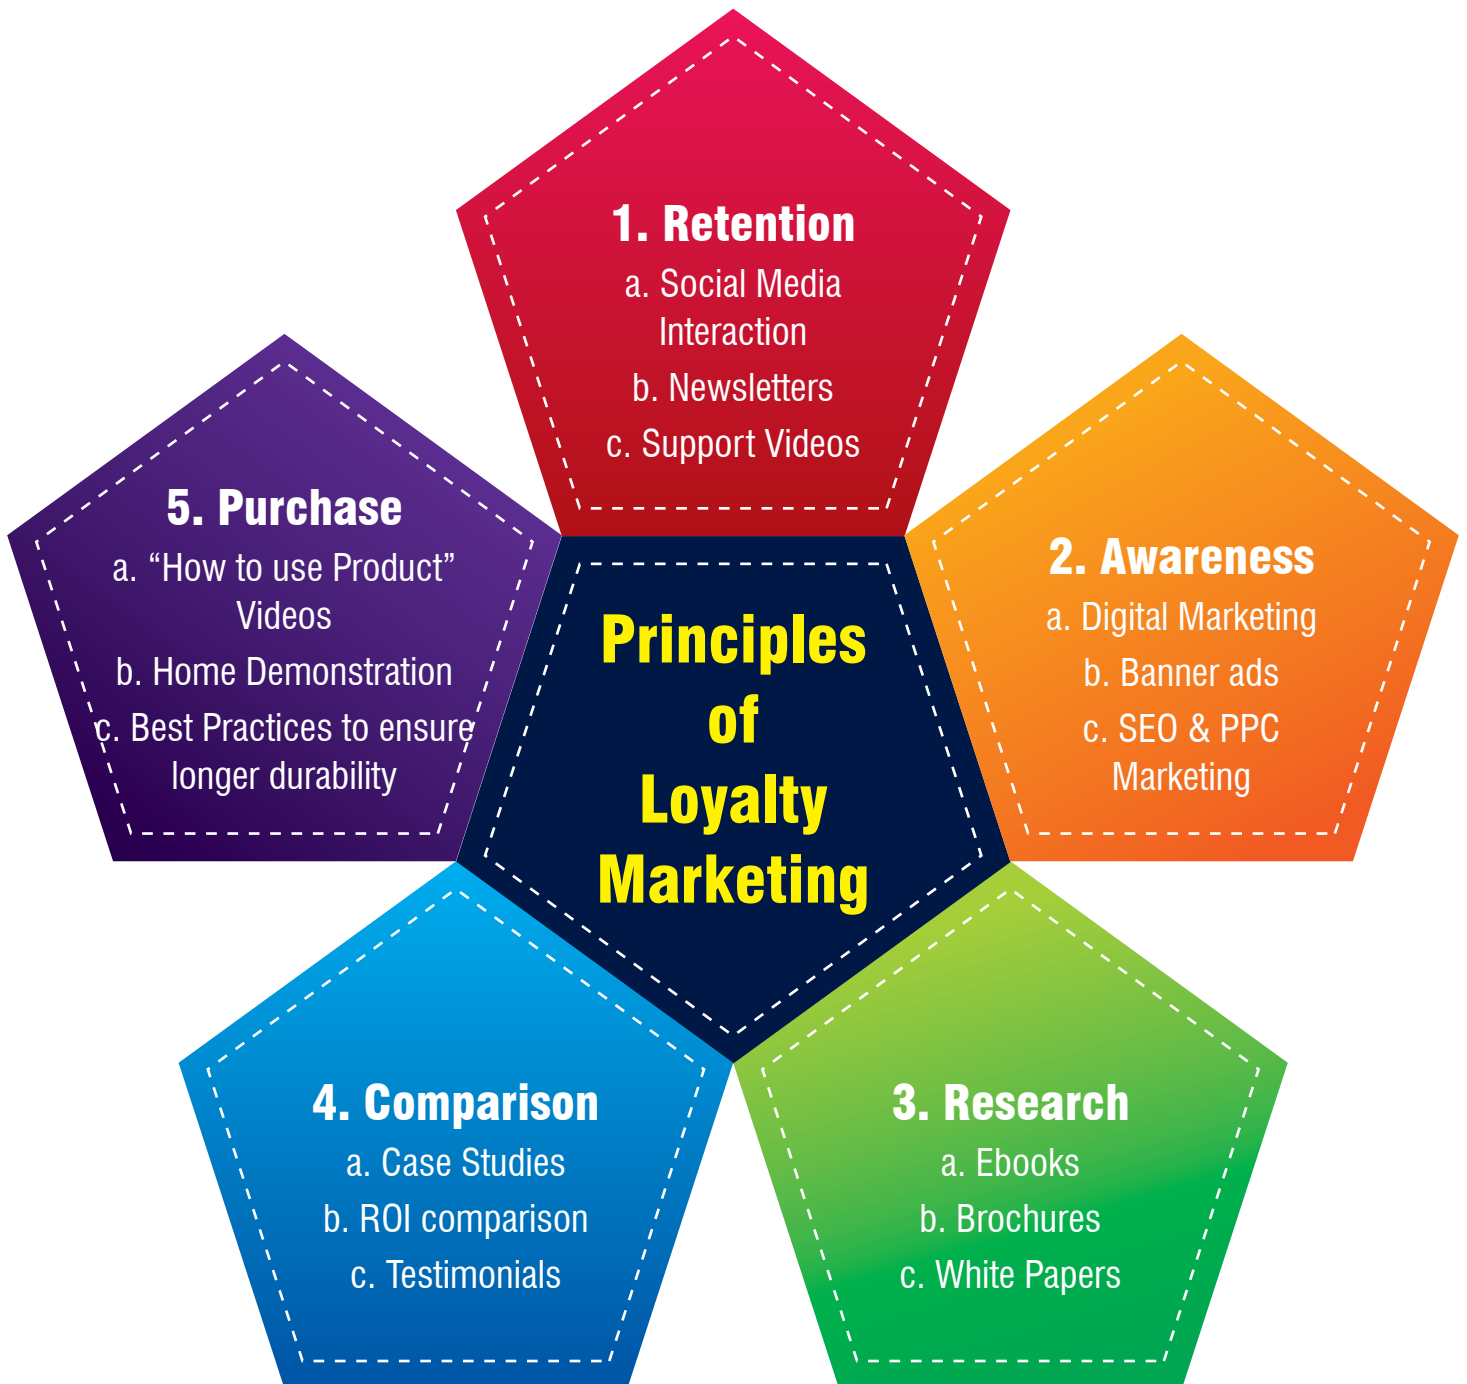 1. Retention
a. Social Media
Interaction
b. Newsletters
c. Support Videos
2. Awareness
a. Digital Marketing
b. Banner ads
c. SEO & PPC
Marketing
3. Research
a. Ebooks
b. Brochures
c. White Papers
4. Comparison
a. Case Studies
b. ROI comparison
c. Testimonials
5. Purchase
a. “How to use Product”
Videos
b. Home Demonstration
c. Best Practices to ensure
longer durability
Principles
of
Loyalty
Marketing